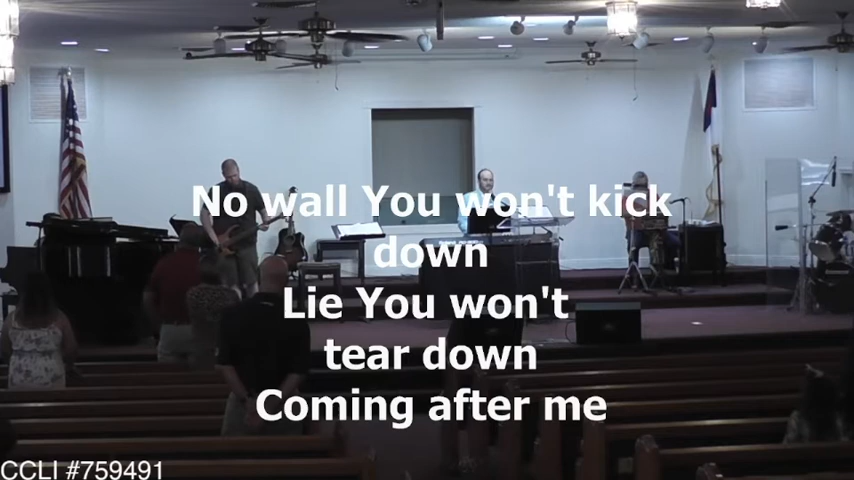 No wall You won't kick
down
Lie You won't
tear down
Coming after me
CCLI #759491